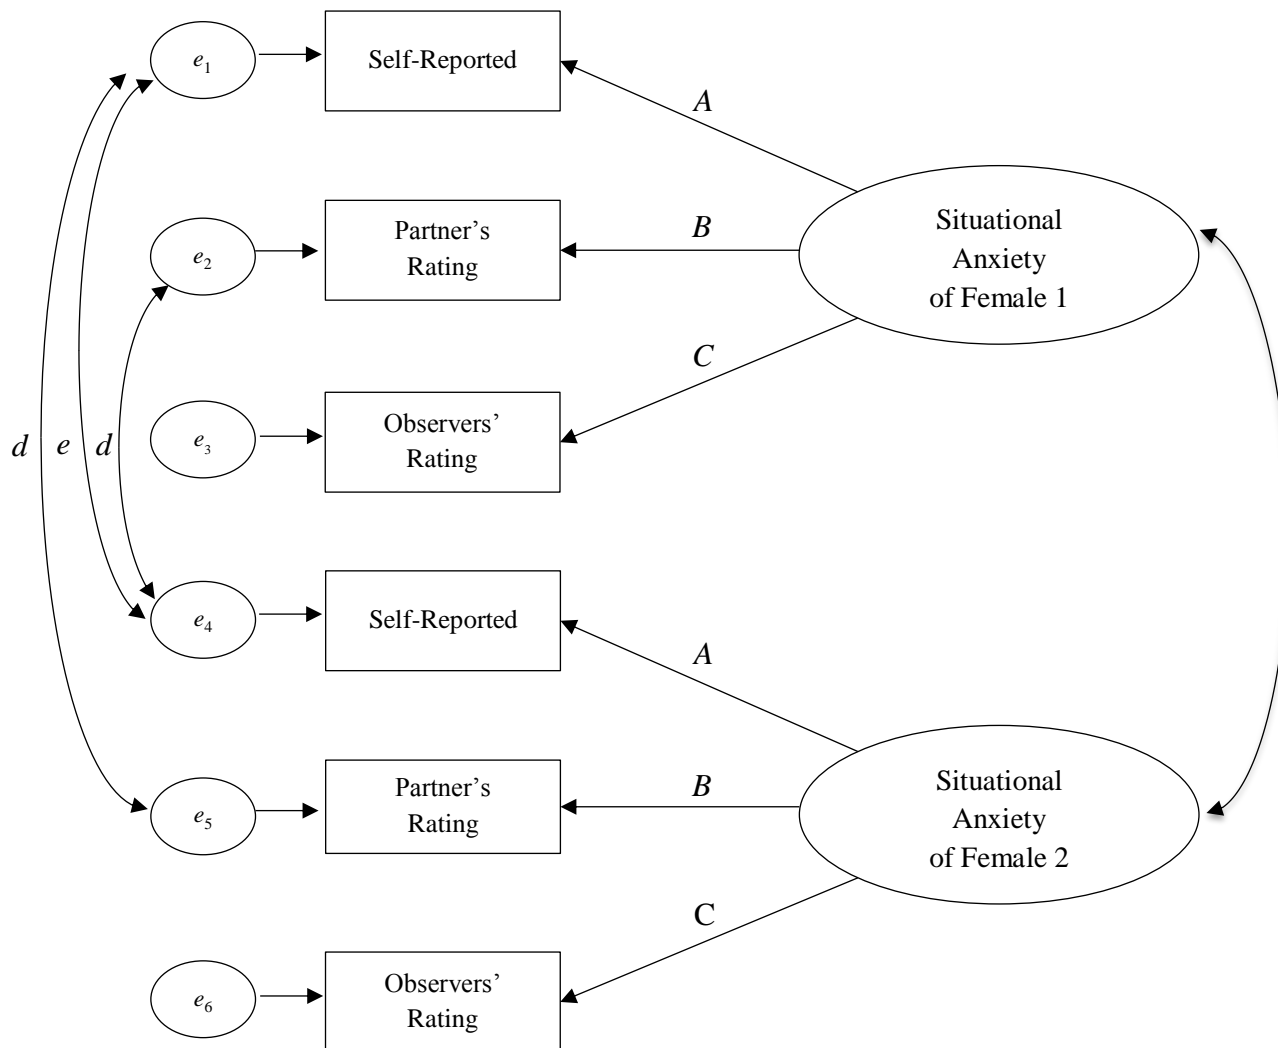 e1
Self-Reported
A
e2
Partner’s
Rating
B
Situational
Anxiety
of Female 1
C
e3
Observers’
Rating
d
e
d
e4
Self-Reported
A
e5
Partner’s
Rating
B
Situational
Anxiety
of Female 2
C
e6
Observers’
Rating